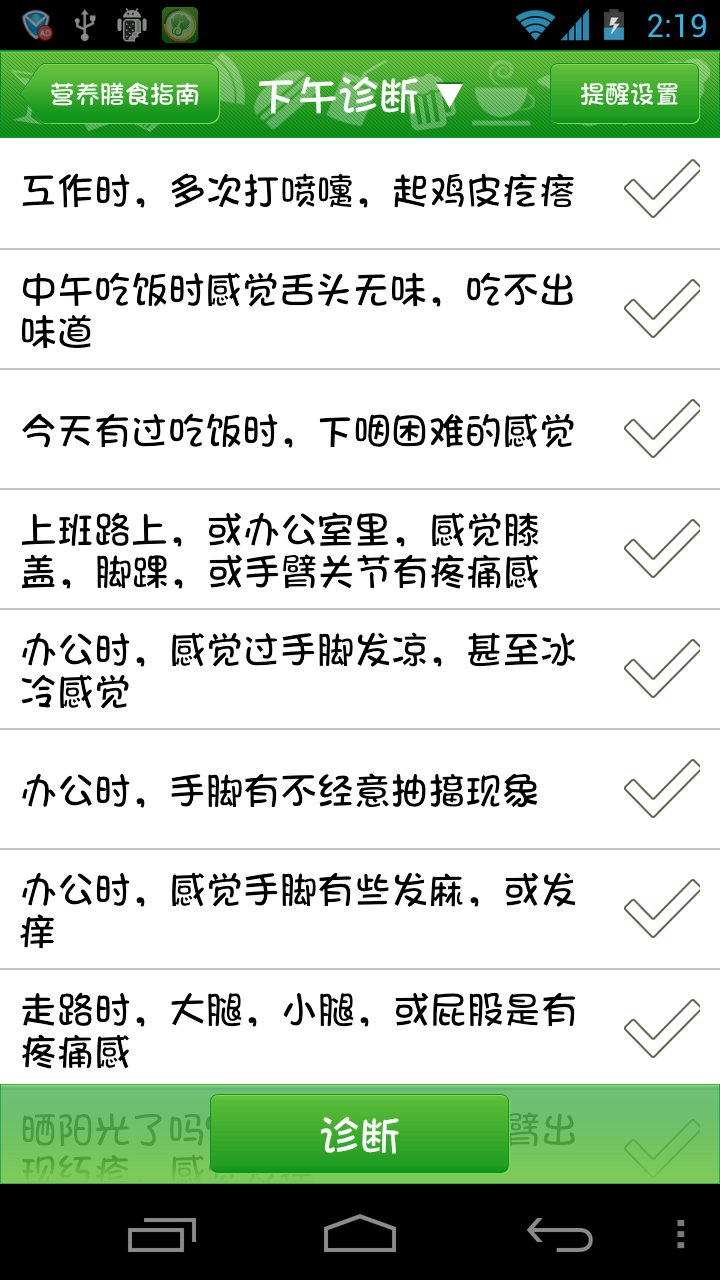 2:19
营养膳食指南
下午诊断
提醒设置
工作时，多次打喷嚏，起鸡皮疙瘩
中午吃饭时感觉舌头无味，吃不出
味道
今天有过吃饭时，下咽困难的感觉
上班路上，或办公室里，感觉膝
盖，脚踝，或手臂关节有疼痛感
办公时，感觉过手脚发凉，甚至冰
冷感觉
办公时，手脚有不经意抽搐现象
办公时，感觉手脚有些发麻，或发
痒
走路时，大腿，小腿，或屁股是有
疼痛感
晒阳光了吗
臂出
现红疹，感
诊断